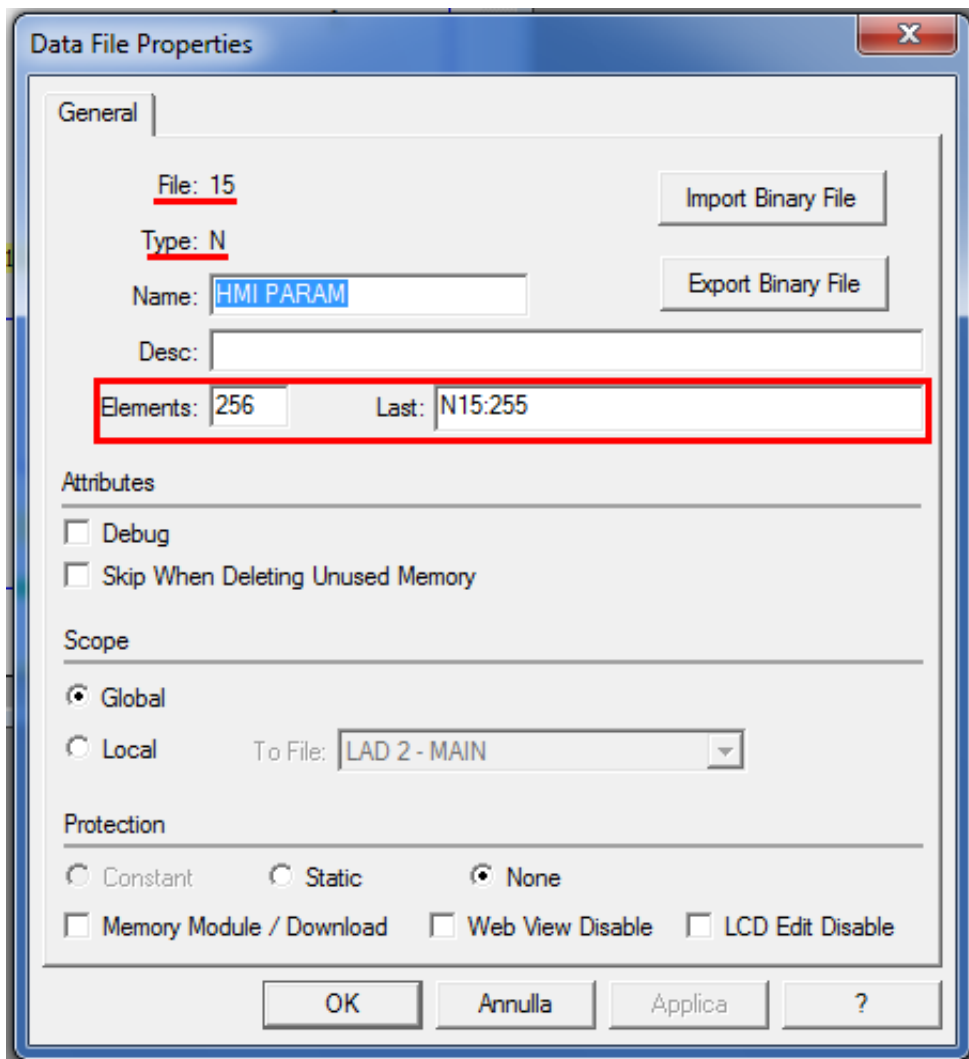 Data File Properties
X
General
File: 15
Import Binary File
Type: N
Name: HMI PARAM
Export Binary File
Desc:
Elements: 256 Last: N15:255
Attributes
Debug
Skip When Deleting Unused Memory
Scope
Global
Local To File: LAD 2 - MAIN
Protection
Constant Static None
Memory Module / Download Web View Disable LCD Edit Disable
OK Annulla Applica ?